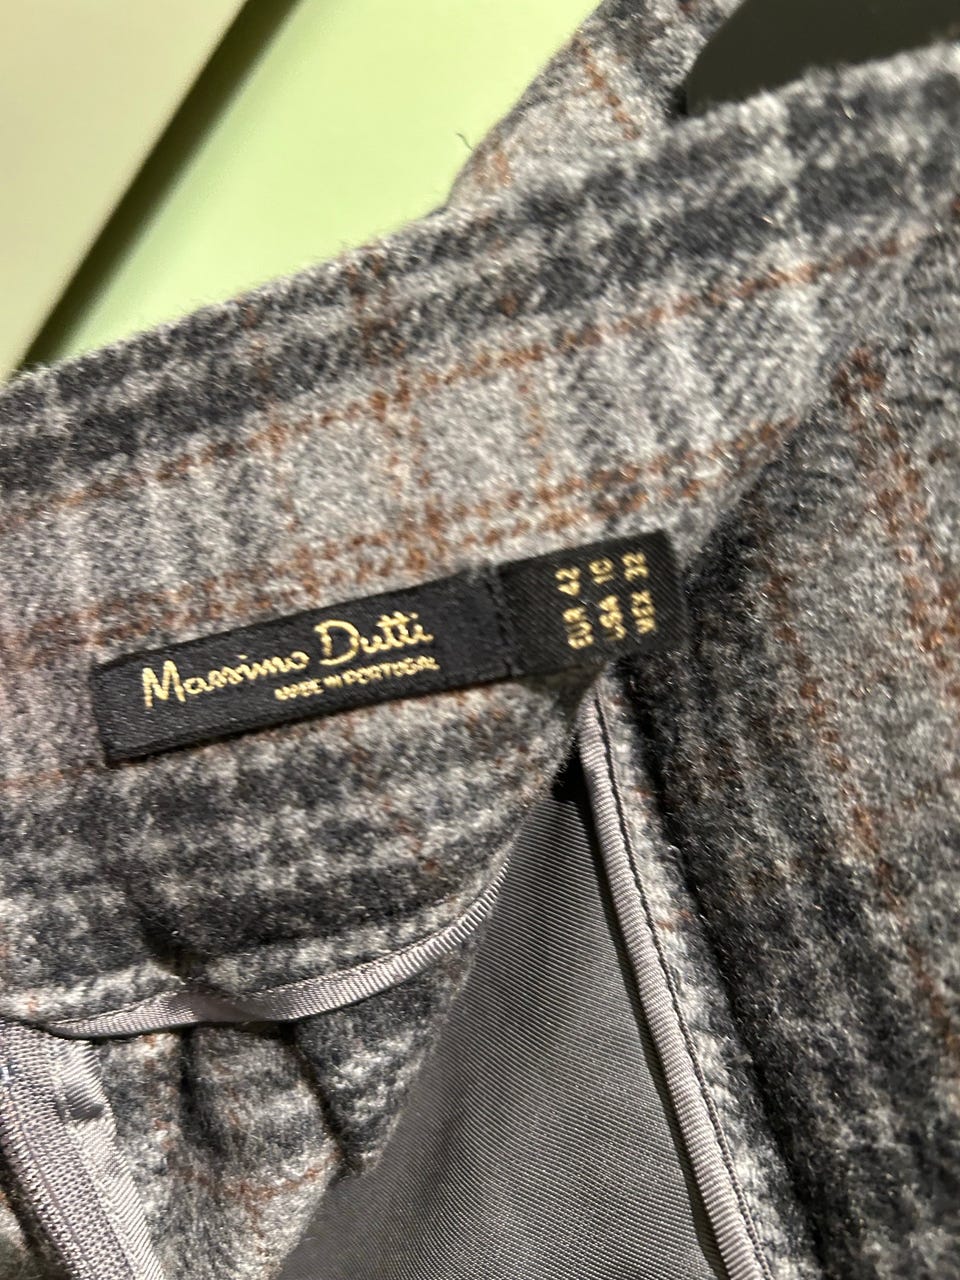 Massimo Dutti
MADE IN PORTUGAL
EUR 42
USA 10
MEX 32